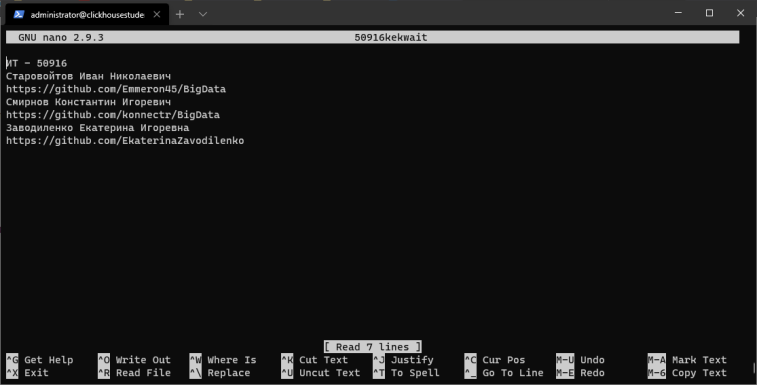 administrator@clickhousestude
GNU nano 2.9.3 50916kekwait
ИТ - 50916
Старовойтов Иван Николаевич
https://github.com/Emmeron45/BigData
Смирнов Константин Игоревич
https://github.com/konnectr/BigData
Заводиленко Екатерина Игоревна
https://github.com/EkaterinaZavodilenko
[ Read 7 lines ]
^G Get Help ^O Write Out ^W Where Is ^K Cut Text ^J Justify ^C Cur Pos M-U Undo M-A Mark Text
^X Exit ^R Read File ^\ Replace ^U Uncut Text ^T To Spell ^_ Go To Line M-E Redo M-6 Copy Text